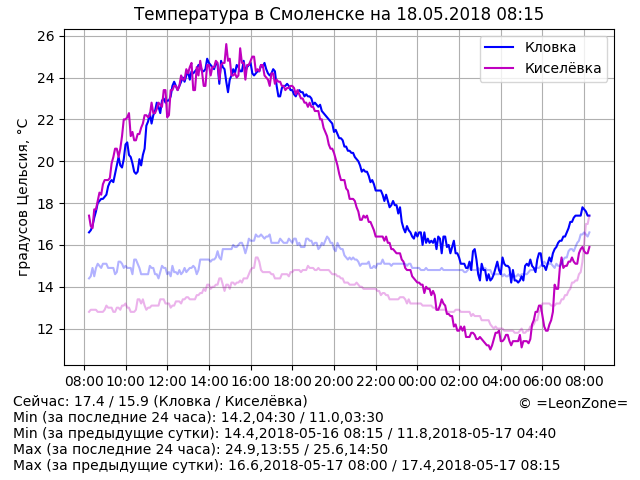 Температура в Смоленске на 18.05.2018 08:15
градусов Цельсия, °C
26
24
22
20
18
16
14
12
Кловка
Киселёвка
08:00 10:00 12:00 14:00 16:00 18:00 20:00 22:00 00:00 02:00 04:00 06:00 08:00
Сейчас: 17.4 / 15.9 (Кловка / Киселёвка)
© =LeonZone=
Min (за последние 24 часа): 14.2,04:30 / 11.0,03:30
Min (за предыдущие сутки): 14.4,2018-05-16 08:15 / 11.8,2018-05-17 04:40
Max (за последние 24 часа): 24.9,13:55 / 25.6,14:50
Max (за предыдущие сутки): 16.6,2018-05-17 08:00 / 17.4,2018-05-17 08:15